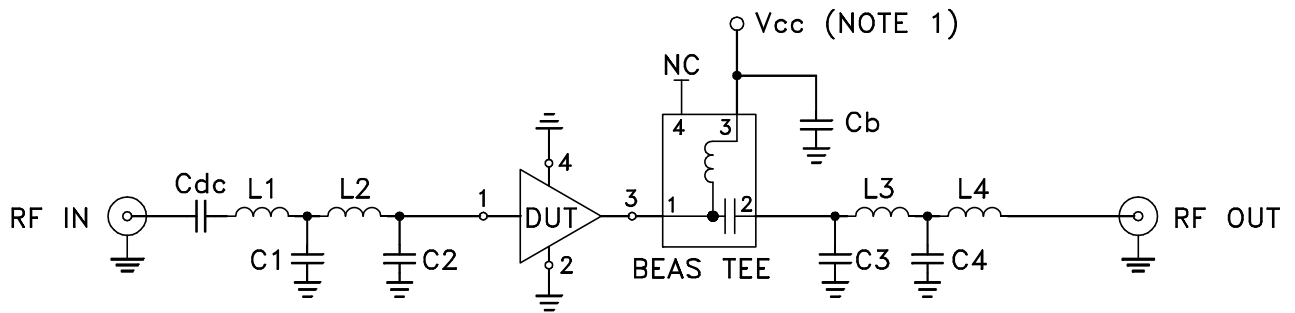 Vcc (NOTE 1)
NC
Cb
4 3
4
Cdc L1 L2
L3 L4
RF IN
1
DUT
3
1 2
RF OUT
C1 C2
2
BEAS TEE
C3 C4